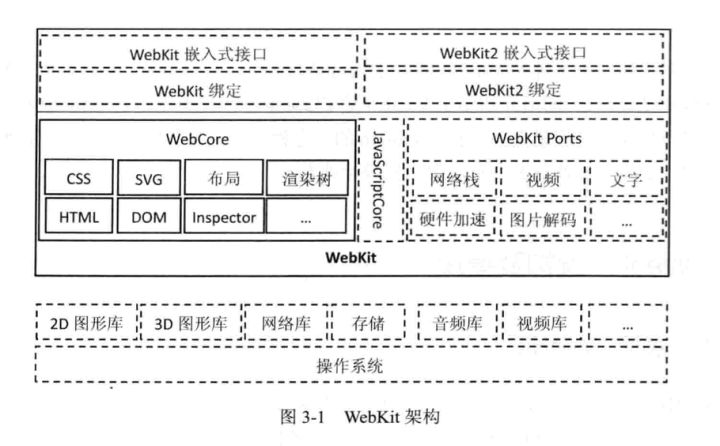 WebKit 嵌入式接口 WebKit2 嵌入式接口
WebKit 绑定 WebKit2 绑定
WebCore
CSS SVG 布局 渲染树
HTML DOM Inspector ...
JavaScriptCore
WebKit Ports
网络栈 视频 文字
硬件加速 图片解码 ...
WebKit
2D 图形库 3D 图形库 网络库 存储 音频库 视频库 ...
操作系统
图 3-1 WebKit 架构